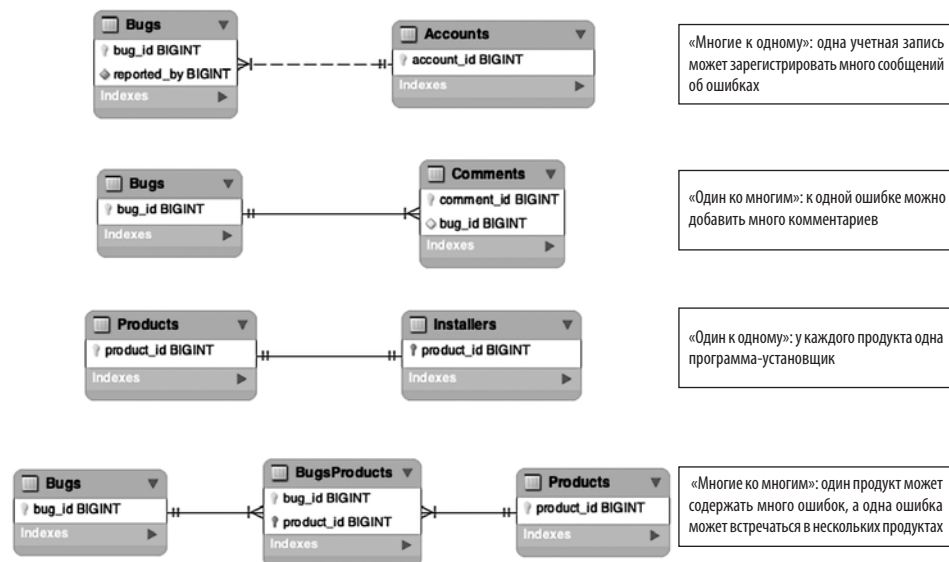 Bugs
bug_id BIGINT
reported_by BIGINT
Indexes
Accounts
account_id BIGINT
Indexes
«Многие к одному»: одна учетная запись
может зарегистрировать много сообщений
об ошибках
Bugs
bug_id BIGINT
Indexes
Comments
comment_id BIGINT
bug_id BIGINT
Indexes
«Один ко многим»: к одной ошибке можно
добавить много комментариев
Products
product_id BIGINT
Indexes
Installers
product_id BIGINT
Indexes
«Один к одному»: у каждого продукта одна
программа-установщик
Bugs
bug_id BIGINT
Indexes
BugsProducts
bug_id BIGINT
product_id BIGINT
Indexes
Products
product_id BIGINT
Indexes
«Многие ко многим»: один продукт может
содержать много ошибок, а одна ошибка
может встречаться в нескольких продуктах